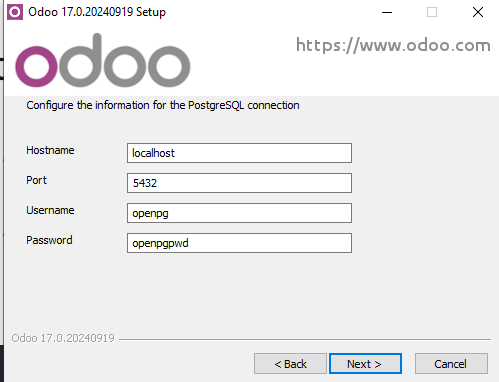 Odoo 17.0.20240919 Setup
odoo
https://www.odoo.com
Configure the information for the PostgreSQL connection
Hostname localhost
Port 5432
Username openpg
Password openpgpwd
Odoo 17.0.20240919
< Back Next > Cancel